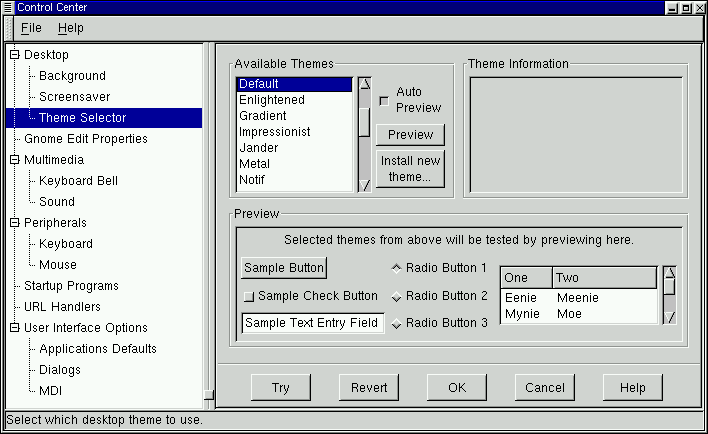 Control Center
File Help
Desktop
Background
Screensaver
Theme Selector
Gnome Edit Properties
Multimedia
Keyboard Bell
Sound
Peripherals
Keyboard
Mouse
Startup Programs
URL Handlers
User Interface Options
Applications Defaults
Dialogs
MDI
Available Themes
Default
Enlightened
Gradient
Impressionist
Jander
Metal
Notif
Auto
Preview
Preview
Install new
theme...
Theme Information
Preview
Selected themes from above will be tested by previewing here.
Sample Button
Sample Check Button
Sample Text Entry Field
Radio Button 1
Radio Button 2
Radio Button 3
One Two
Eenie Meenie
Mynie Moe
Try Revert OK Cancel Help
Select which desktop theme to use.